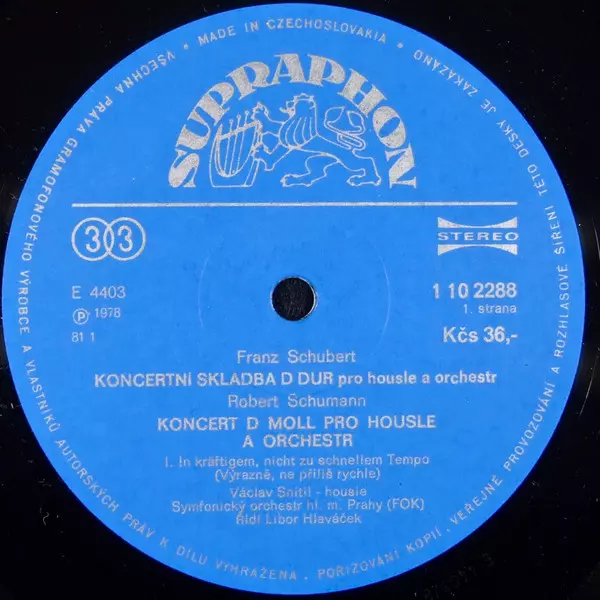 VŠECHNA PRÁVA GRAMOFONOVÉHO VÝROBCE A VLASTNÍKŮ AUTORSKÝCH PRÁV K DÍLU VYHRAŽENA. POŘIZOVÁNÍ KOPIÍ, VEŘEJNÉ PROVOZOVÁNÍ A ROZHLASOVÉ ŠÍŘENÍ TÉTO DESKY JE ZAKÁZÁNO
• MADE IN CZECHOSLOVAKIA •
SUPRAPHON
33
STEREO
E 4403
Ⓟ 1978
81 1
1 10 2288
1. strana
Kčs 36,-
Franz Schubert
KONCERTNÍ SKLADBA D DUR pro housle a orchestr
Robert Schumann
KONCERT D MOLL PRO HOUSLE
A ORCHESTR
I. In kräftigem, nicht zu schnellem Tempo
(Výrazně, ne příliš rychle)
Václav Snítil - housle
Symfonický orchestr hl. m. Prahy (FOK)
Řídí Libor Hlaváček